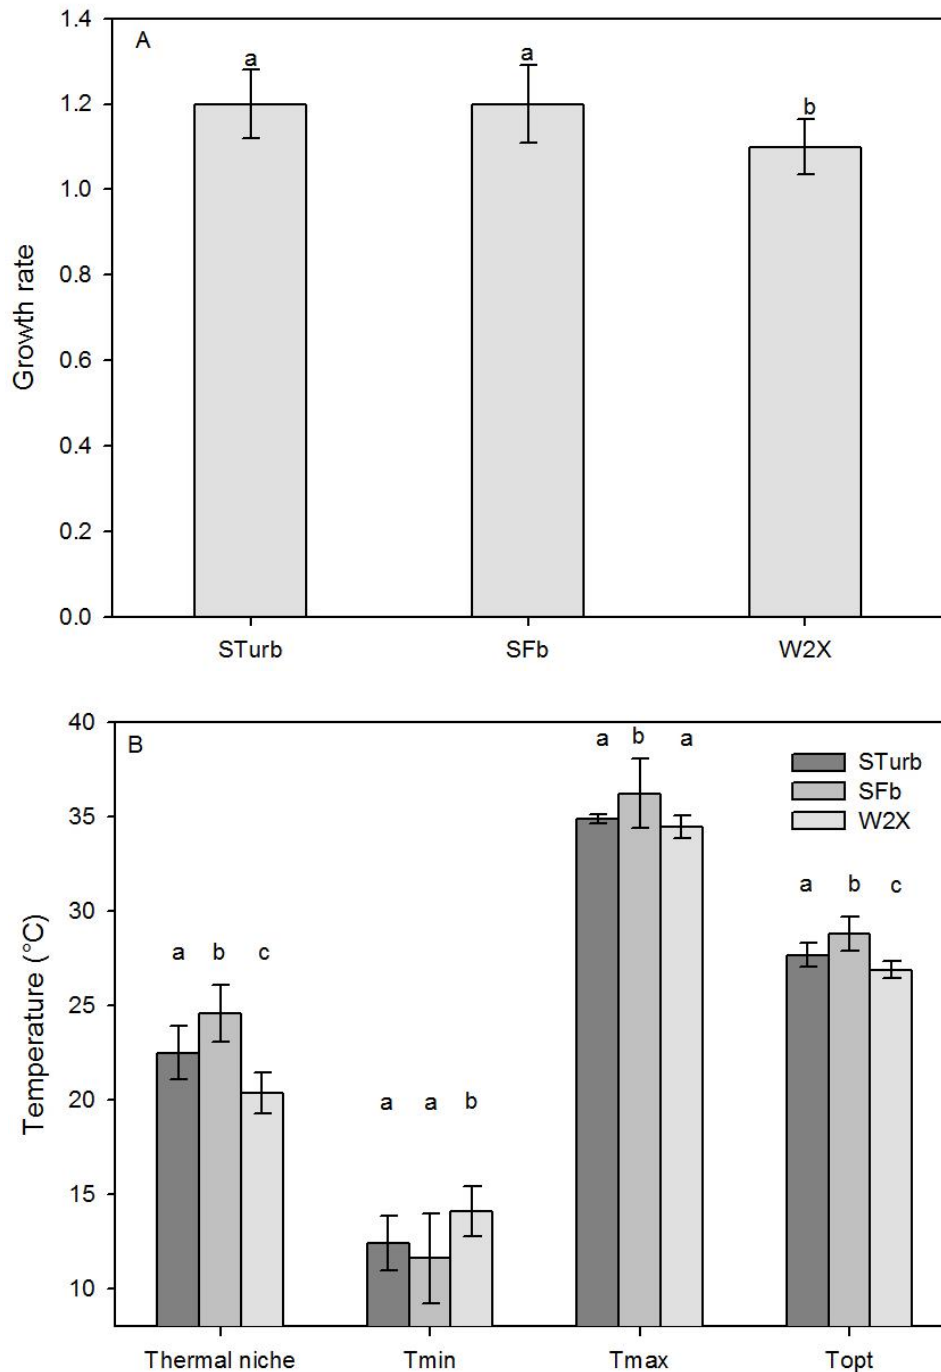 A
1.4
1.2
1.0
0.8
0.6
0.4
0.2
0.0
Growth rate
a a b
STurb SFb W2X
B
40
35
30
25
20
15
10
Temperature (°C)
a b a
STurb
SFb
W2X
a b c
a b c
a a b
Thermal niche Tmin Tmax Topt